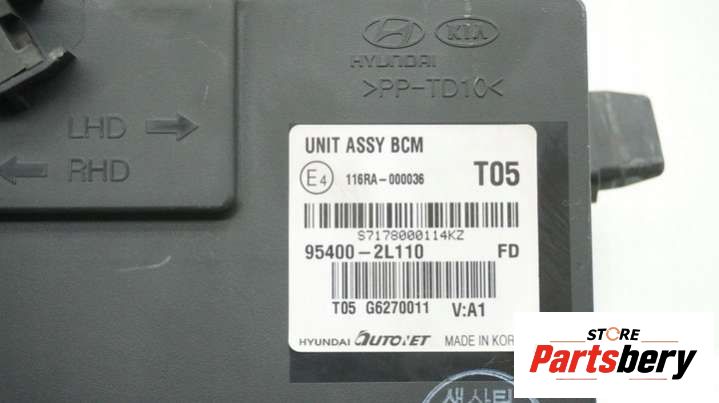 HYUNDAI KIA
>PP-TD10<
LHD
RHD
UNIT ASSY BCM
E4 116RA-000036 T05
S7178000114KZ
95400-2L110 FD
T05 G6270011 V:A1
HYUNDAI AUTONET MADE IN KOR
STORE
Partsbery